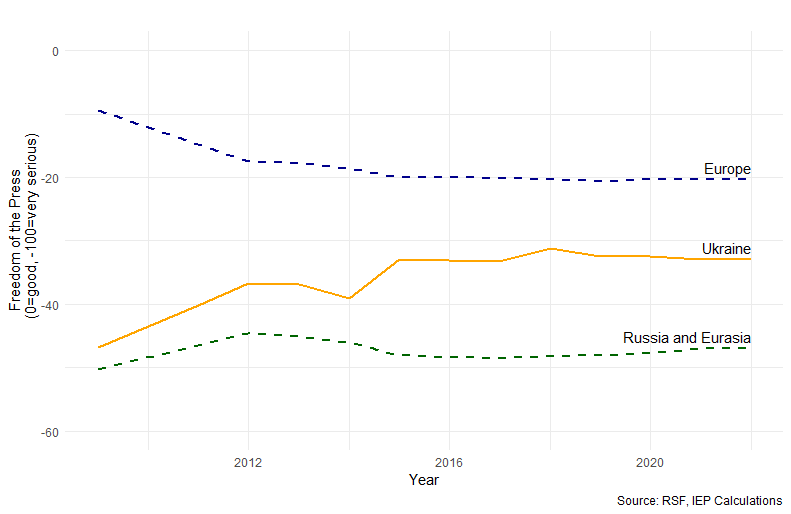 0
-20
-40
-60
Freedom of the Press
(0=good, -100=very serious)
Europe
Ukraine
Russia and Eurasia
2012
2016
2020
Year
Source: RSF, IEP Calculations